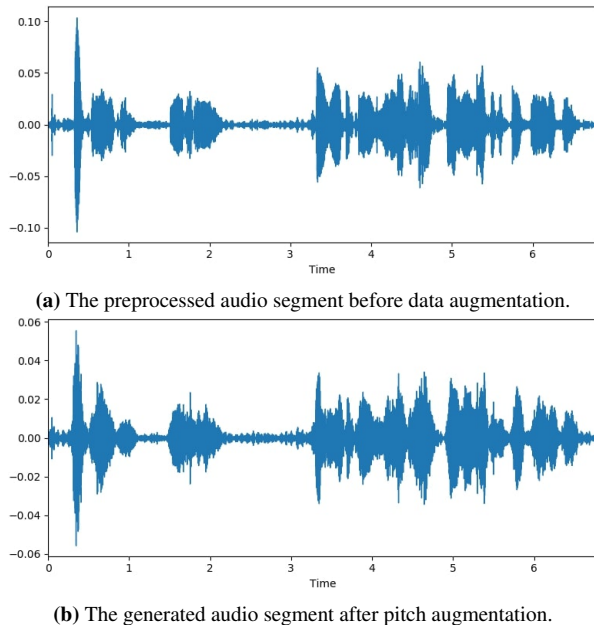 0.10
0.05
0.00
−0.05
−0.10
0 1 2 3 4 5 6
Time
(a) The preprocessed audio segment before data augmentation.
0.06
0.04
0.02
0.00
−0.02
−0.04
−0.06
0 1 2 3 4 5 6
Time
(b) The generated audio segment after pitch augmentation.